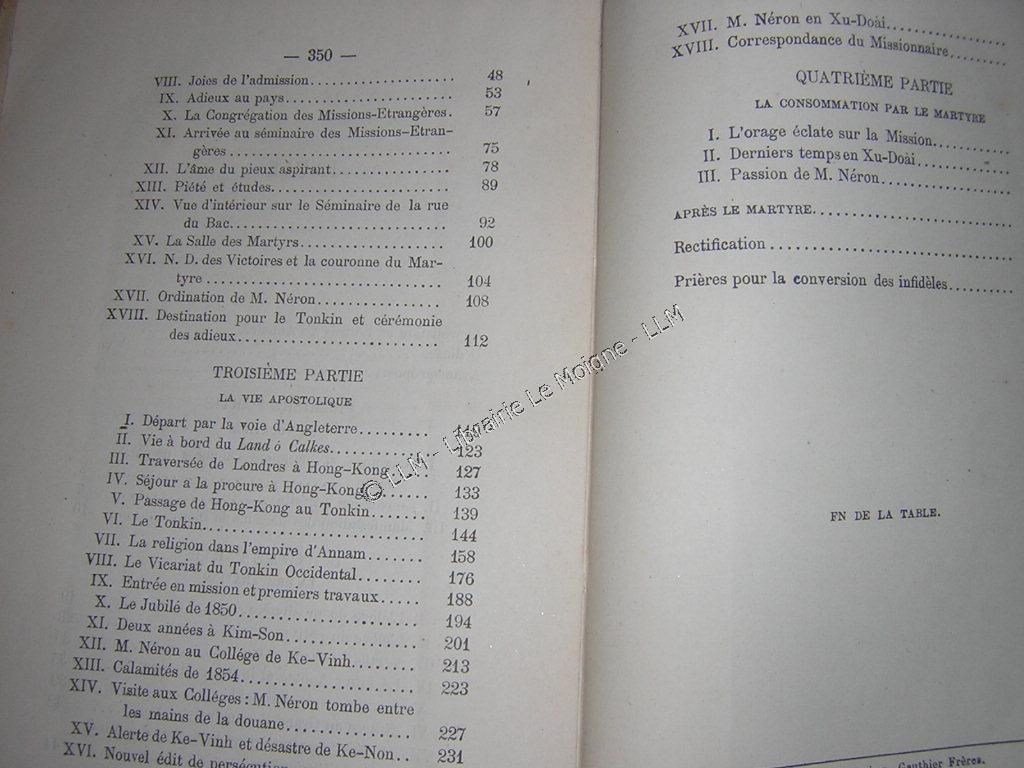 — 350 —
VIII. Joies de l'admission.................... 48
IX. Adieux au pays........................ 53
X. La Congrégation des Missions-Etrangères. 57
XI. Arrivée au séminaire des Missions-Etran-
gères ............................... 75
XII. L'âme du pieux aspirant................. 78
XIII. Piété et études.......................... 89
XIV. Vue d'intérieur sur le Séminaire de la rue
du Bac............................... 92
XV. La Salle des Martyrs..................... 100
XVI. N. D. des Victoires et la couronne du Mar-
tyre ................................. 104
XVII. Ordination de M. Néron.................. 108
XVIII. Destination pour le Tonkin et cérémonie
des adieux............................. 112
TROISIÈME PARTIE
LA VIE APOSTOLIQUE
I. Départ par la voie d'Angleterre.........
II. Vie à bord du Land ó Calkes............. 123
III. Traversée de Londres à Hong-Kong..... 127
IV. Séjour a la procure à Hong-Kong........ 133
V. Passage de Hong-Kong au Tonkin....... 139
VI. Le Tonkin............................... 144
VII. La religion dans l'empire d'Annam....... 158
VIII. Le Vicariat du Tonkin Occidental........ 176
IX. Entrée en mission et premiers travaux..... 188
X. Le Jubilé de 1850....................... 194
XI. Deux années à Kim-Son................. 201
XII. M. Néron au Collége de Ke-Vinh........ 213
XIII. Calamités de 1854...................... 223
XIV. Visite aux Colléges : M. Néron tombe entre
les mains de la douane................. 227
XV. Alerte de Ke-Vinh et désastre de Ke-Non.. 231
XVI. Nouvel édit de persécution
XVII. M. Néron en Xu-Doài...................
XVIII. Correspondance du Missionnaire.........
QUATRIÈME PARTIE
LA CONSOMMATION PAR LE MARTYRE
I. L'orage éclate sur la Mission...........
II. Derniers temps en Xu-Doài..............
III. Passion de M. Néron...................
APRÈS LE MARTYRE...........................
Rectification.................................
Prières pour la conversion des infidèles.........
FN DE LA TABLE.
Gauthier Frères.
© LLM - Librairie Le Moigne - LLM